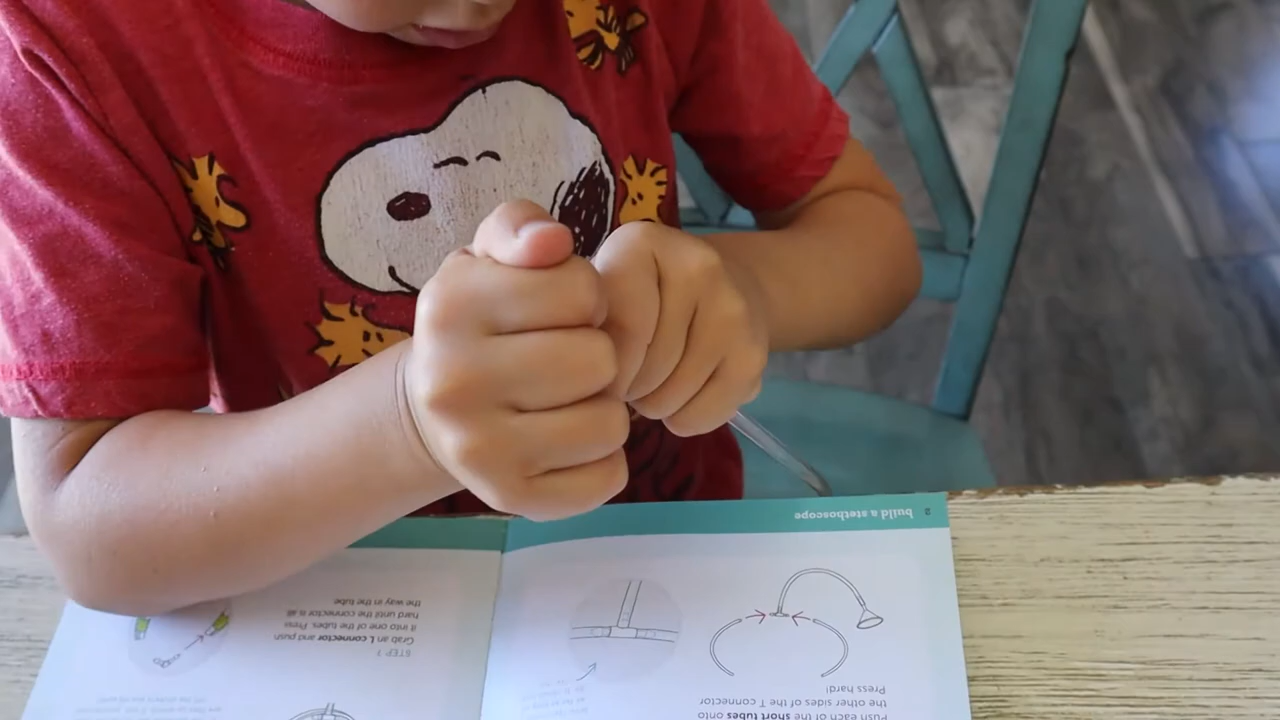 Push each of the short tubes onto
the other sides of the T connector
Press hard!
2 build a stethoscope
STEP
Grab an L connector and push
it into one of the tubes. Press
hard until the connector is all
the way in the tube